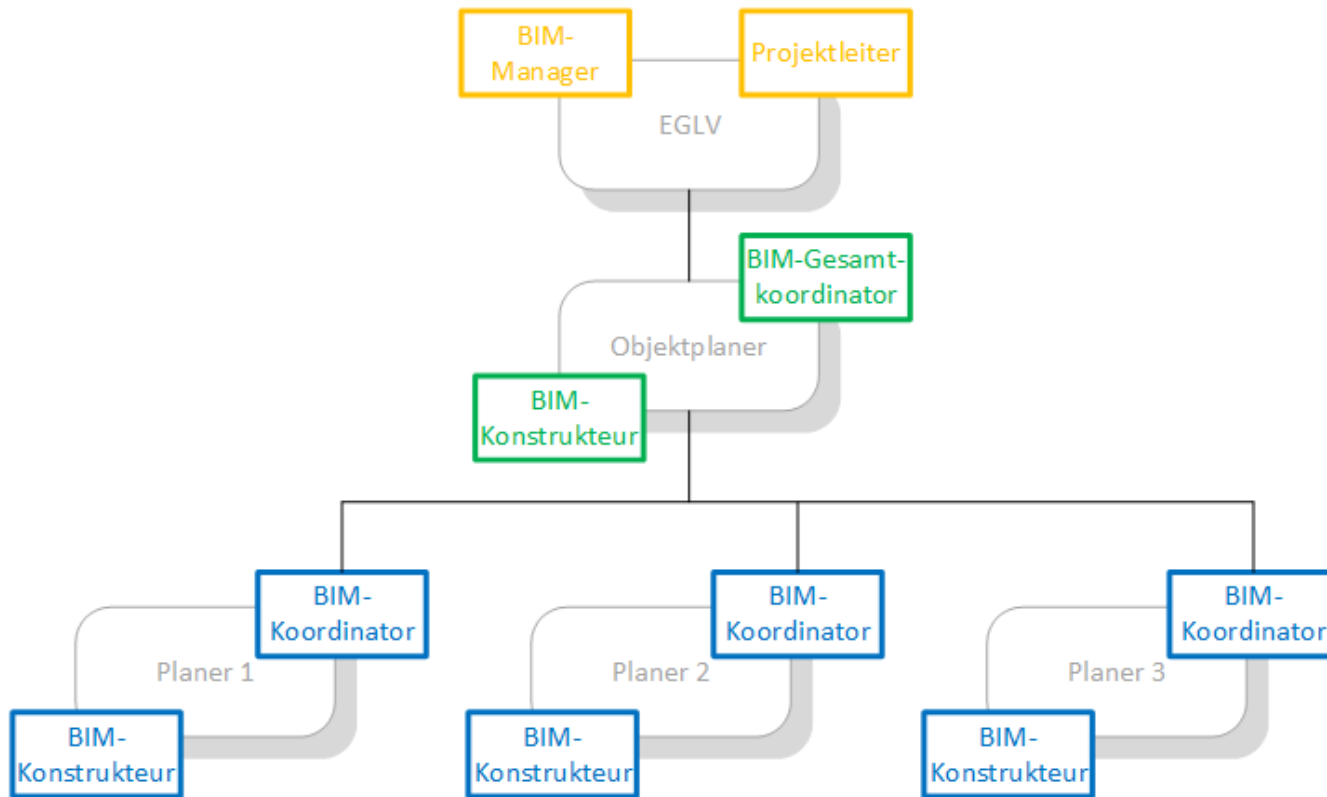 BIM-
Manager
Projektleiter
EGLV
BIM-Gesamt-
koordinator
Objektplaner
BIM-
Konstrukteur
BIM-
Koordinator
Planer 1
BIM-
Konstrukteur
BIM-
Koordinator
Planer 2
BIM-
Konstrukteur
BIM-
Koordinator
Planer 3
BIM-
Konstrukteur